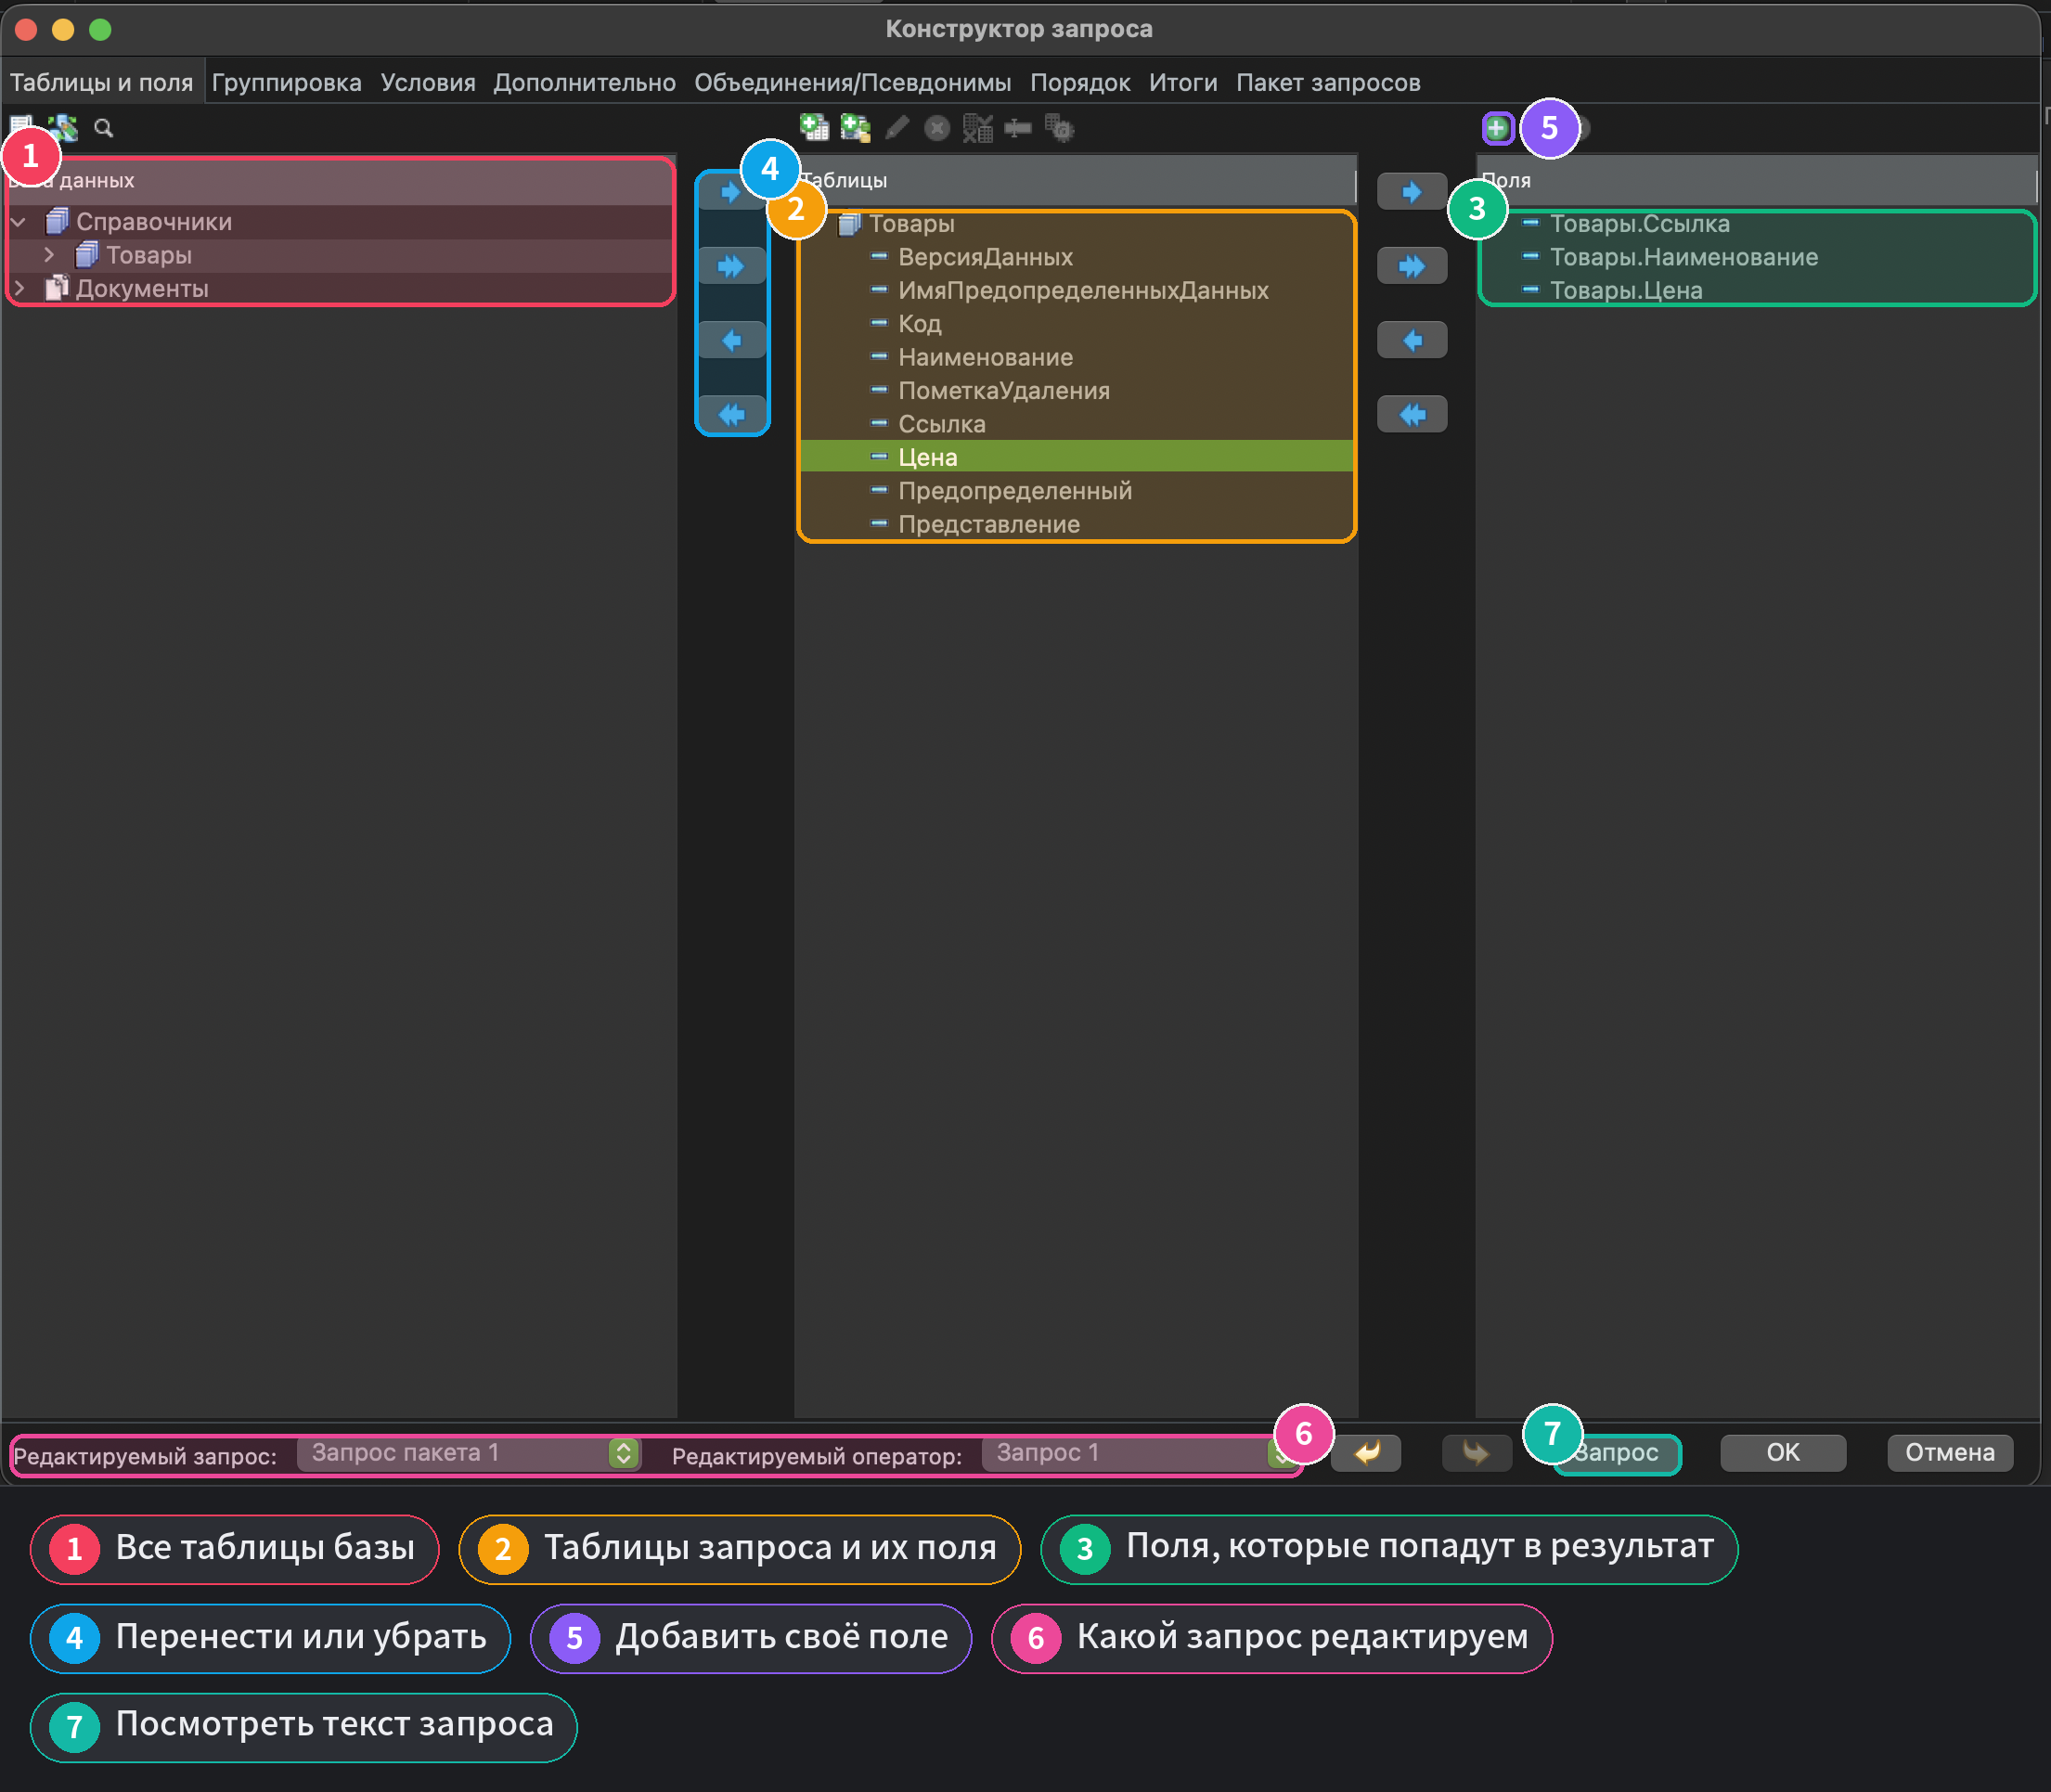 Конструктор запроса
Таблицы и поля Группировка Условия Дополнительно Объединения/Псевдонимы Порядок Итоги Пакет запросов
5
1
4
данных
Таблицы
Поля
2
3
Справочники
Товары
Документы
Товары
ВерсияДанных
ИмяПредопределенныхДанных
Код
Наименование
ПометкаУдаления
Ссылка
Цена
Предопределенный
Представление
Товары.Ссылка
Товары.Наименование
Товары.Цена
6
7
Редактируемый запрос: Запрос пакета 1 Редактируемый оператор: Запрос 1 Запрос OK Отмена
1 Все таблицы базы 2 Таблицы запроса и их поля 3 Поля, которые попадут в результат
4 Перенести или убрать 5 Добавить своё поле 6 Какой запрос редактируем
7 Посмотреть текст запроса